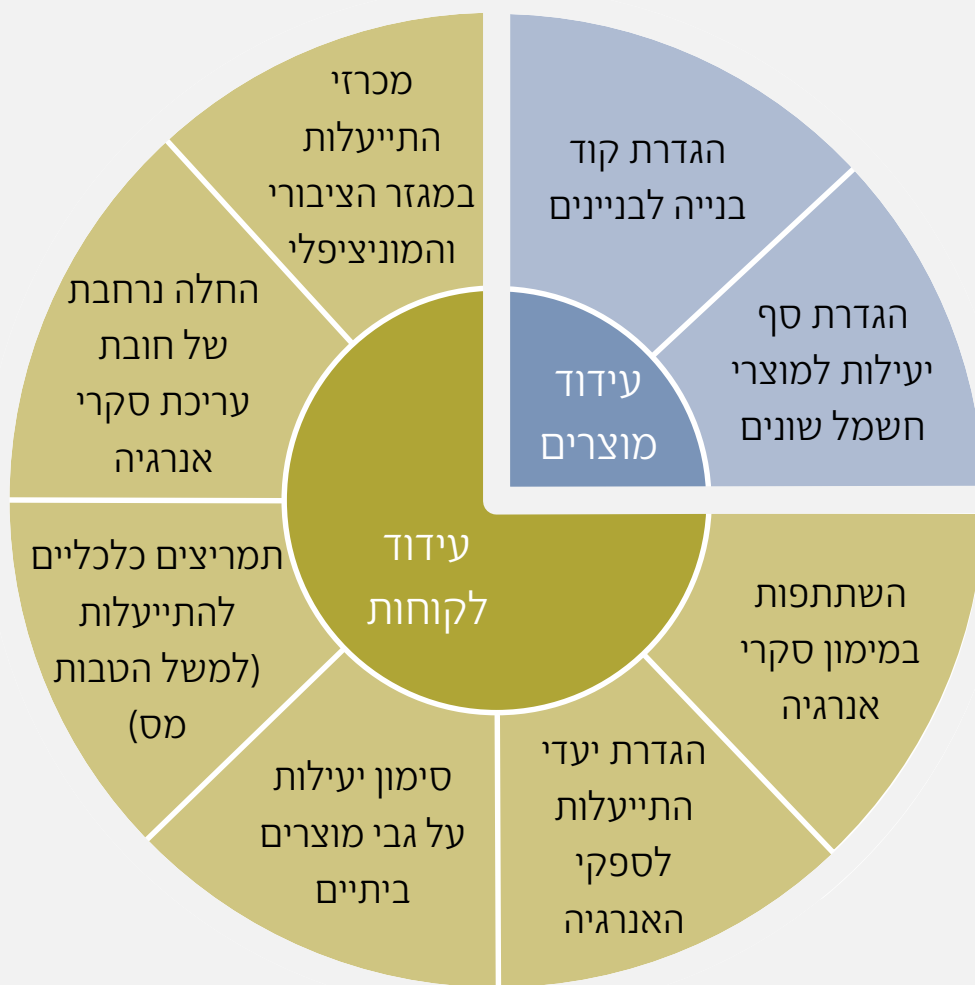 הגדרת קוד
בנייה לבניינים
הגדרת סף
יעילות למוצרי
חשמל שונים
עידוד
מוצרים
השתתפות
במימון סקרי
אנרגיה
הגדרת יעדי
התייעלות
לספקי
האנרגיה
סימון יעילות
על גבי מוצרים
ביתיים
תמריצים כלכליים
להתייעלות
(למשל הטבות
מס)
החלה נרחבת
של חובת
עריכת סקרי
אנרגיה
מכרזי
התייעלות
במגזר הציבורי
והמוניציפלי
עידוד
לקוחות